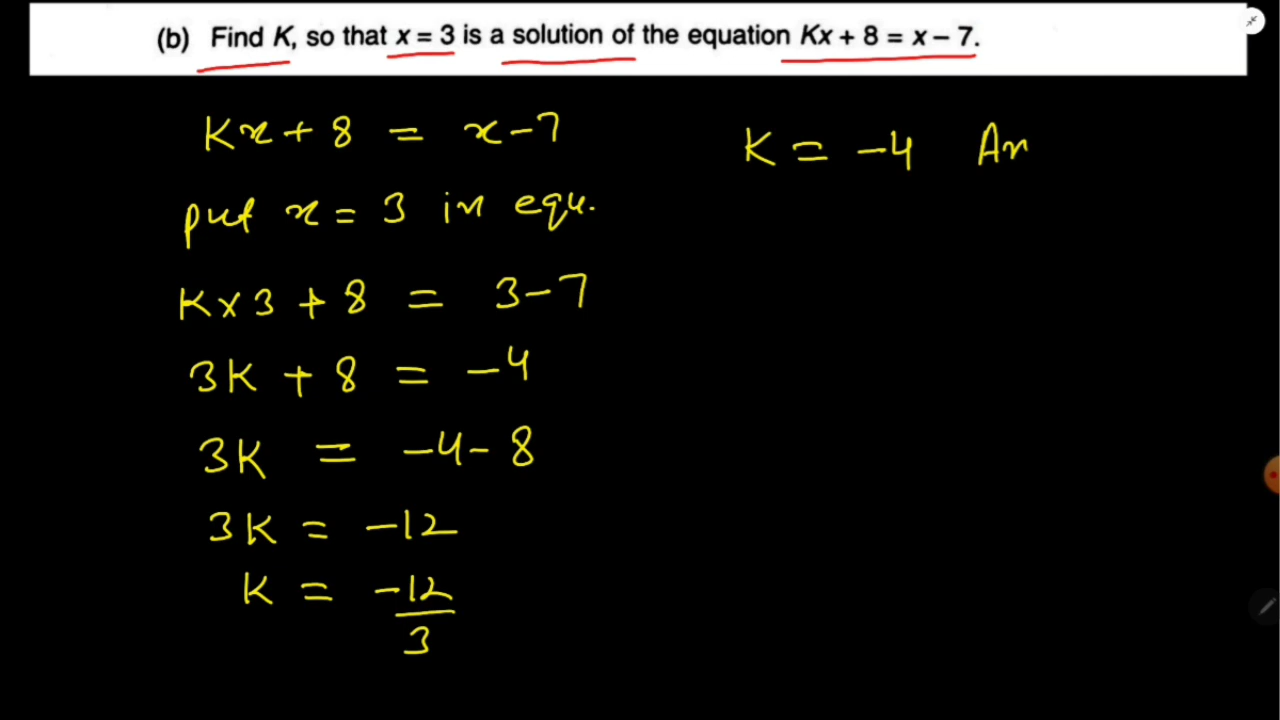 (b) Find K, so that x = 3 is a solution of the equation Kx + 8 = x – 7.
Kx + 8 = x - 7
put x = 3 in equ.
K x 3 + 8 = 3 - 7
3K + 8 = -4
3K = -4 - 8
3K = -12
K = -12
3
K = -4 An